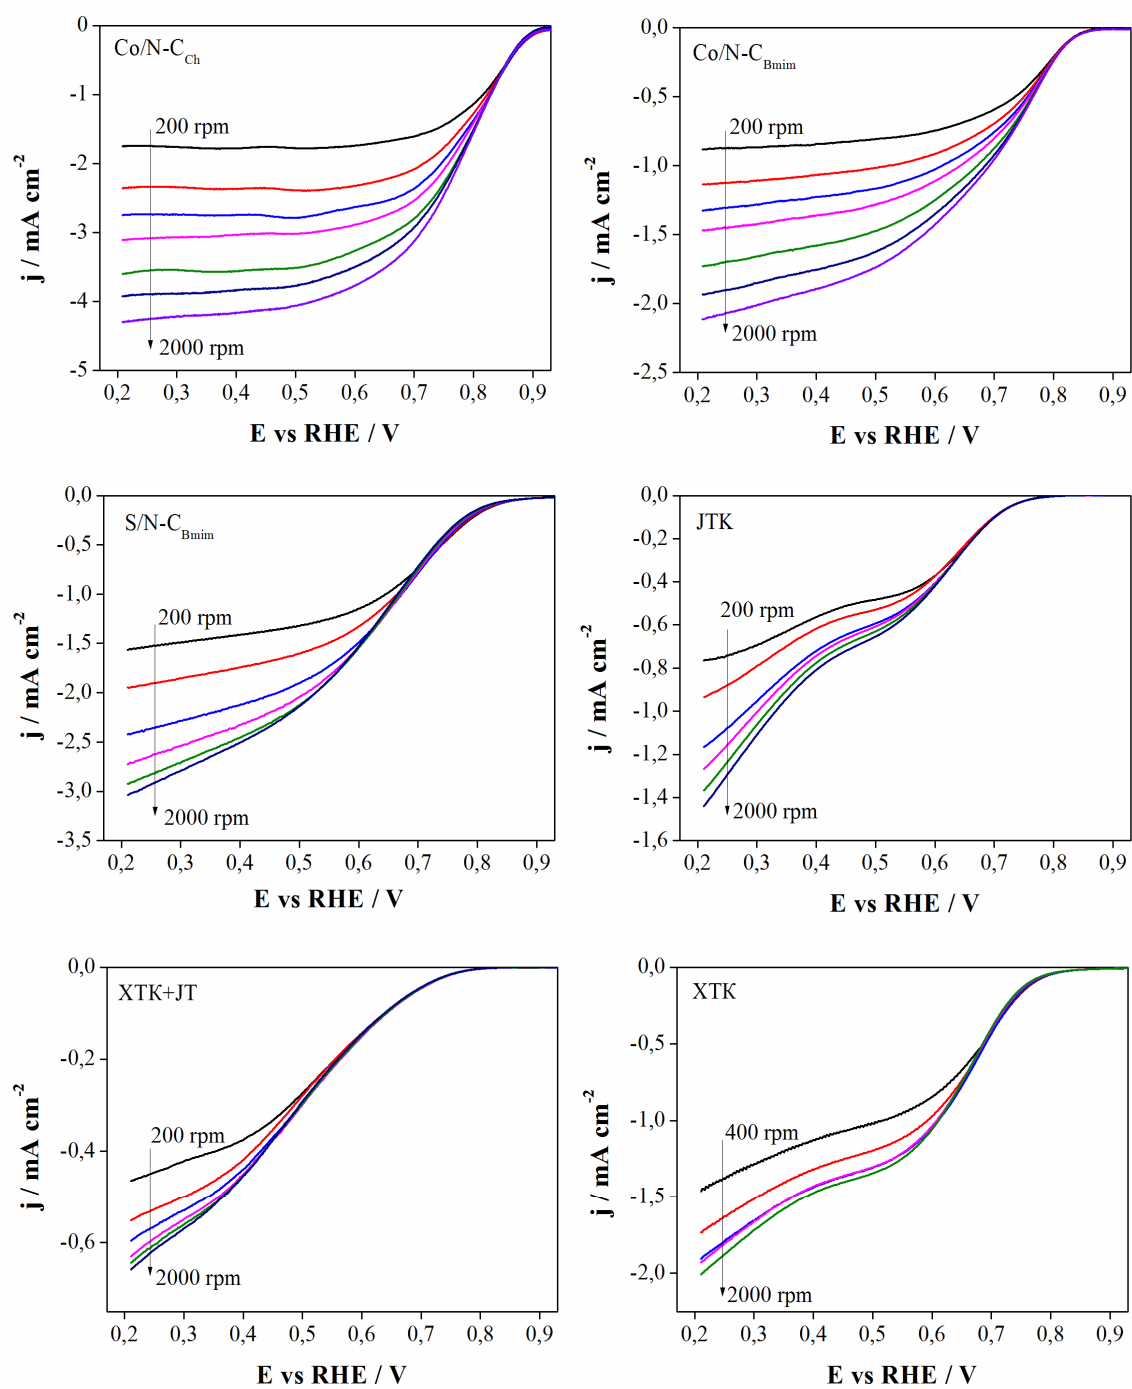 Co/N-C_Ch
0
-1
-2
-3
-4
-5
200 rpm
2000 rpm
0,2 0,3 0,4 0,5 0,6 0,7 0,8 0,9
j / mA cm⁻²
E vs RHE / V
Co/N-C_Bmim
0,0
-0,5
-1,0
-1,5
-2,0
-2,5
200 rpm
2000 rpm
0,2 0,3 0,4 0,5 0,6 0,7 0,8 0,9
j / mA cm⁻²
E vs RHE / V
S/N-C_Bmim
0,0
-0,5
-1,0
-1,5
-2,0
-2,5
-3,0
-3,5
200 rpm
2000 rpm
0,2 0,3 0,4 0,5 0,6 0,7 0,8 0,9
j / mA cm⁻²
E vs RHE / V
JTK
0,0
-0,2
-0,4
-0,6
-0,8
-1,0
-1,2
-1,4
-1,6
200 rpm
2000 rpm
0,2 0,3 0,4 0,5 0,6 0,7 0,8 0,9
j / mA cm⁻²
E vs RHE / V
XTK+JT
0,0
-0,2
-0,4
-0,6
200 rpm
2000 rpm
0,2 0,3 0,4 0,5 0,6 0,7 0,8 0,9
j / mA cm⁻²
E vs RHE / V
XTK
0,0
-0,5
-1,0
-1,5
-2,0
400 rpm
2000 rpm
0,2 0,3 0,4 0,5 0,6 0,7 0,8 0,9
j / mA cm⁻²
E vs RHE / V